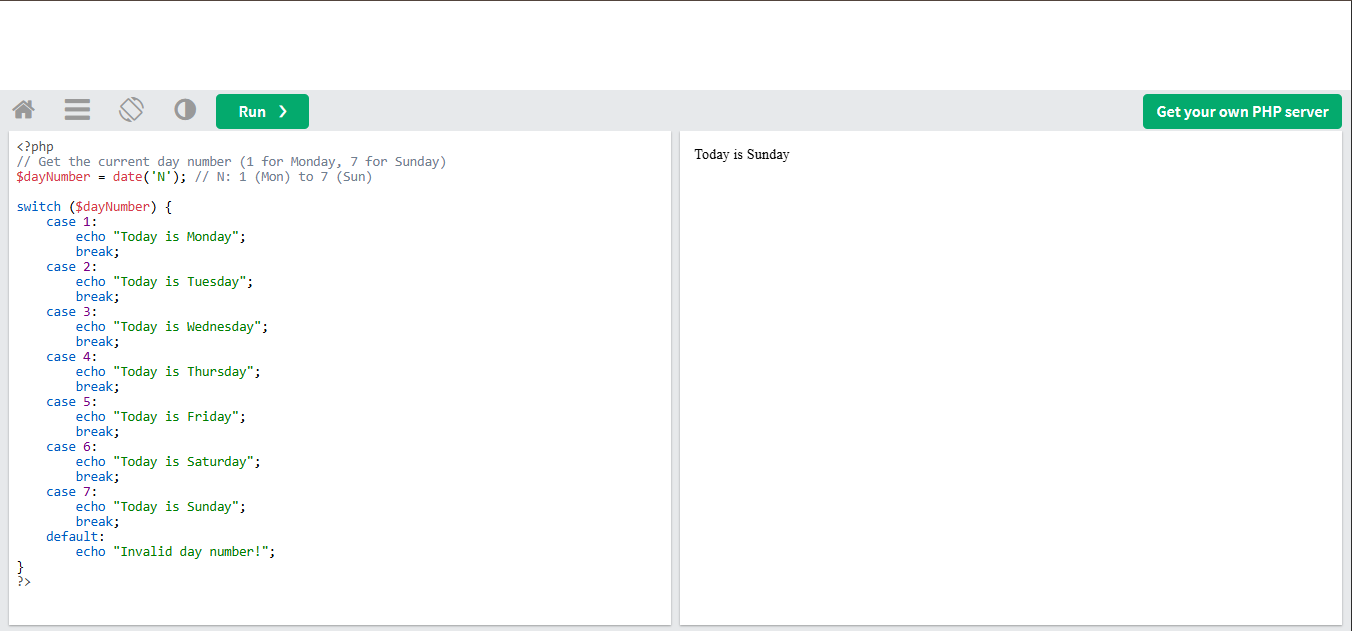 Run ❯
Get your own PHP server
<?php
// Get the current day number (1 for Monday, 7 for Sunday)
$dayNumber = date('N'); // N: 1 (Mon) to 7 (Sun)

switch ($dayNumber) {
    case 1:
        echo "Today is Monday";
        break;
    case 2:
        echo "Today is Tuesday";
        break;
    case 3:
        echo "Today is Wednesday";
        break;
    case 4:
        echo "Today is Thursday";
        break;
    case 5:
        echo "Today is Friday";
        break;
    case 6:
        echo "Today is Saturday";
        break;
    case 7:
        echo "Today is Sunday";
        break;
    default:
        echo "Invalid day number!";
}
?>
Today is Sunday